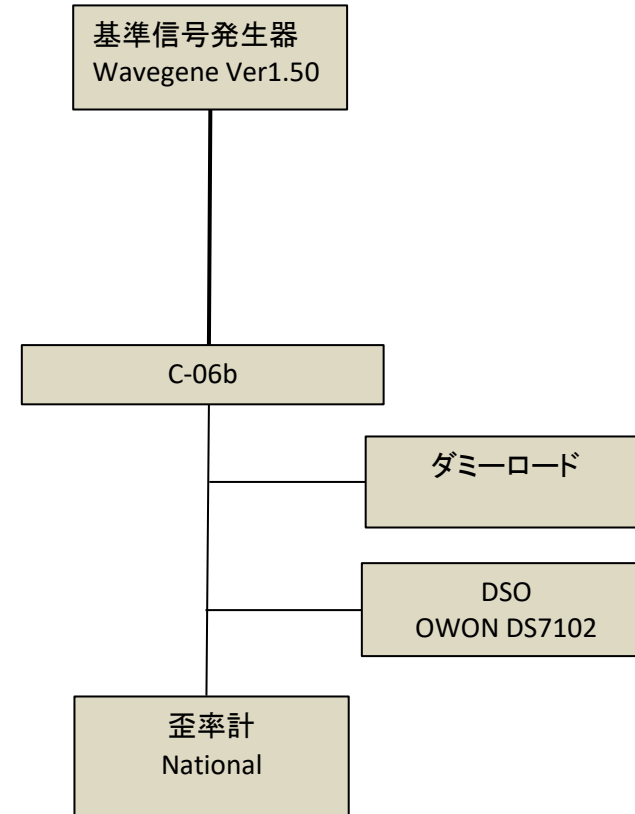 基準信号発生器
Wavegene Ver1.50
C-06b
ダミーロード
DSO
OWON DS7102
歪率計
National